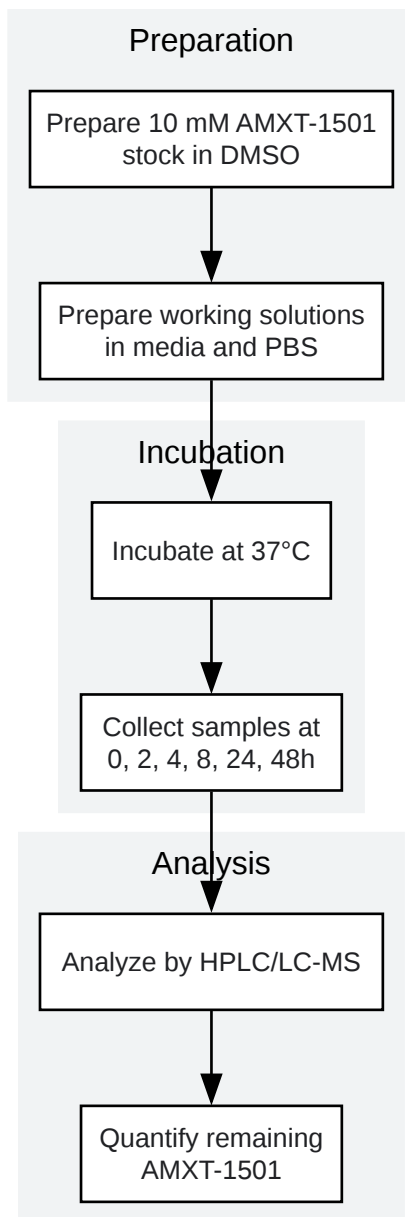 Preparation
Prepare 10 mM AMXT-1501
stock in DMSO
Prepare working solutions
in media and PBS
Incubation
Incubate at 37°C
Collect samples at
0, 2, 4, 8, 24, 48h
Analysis
Analyze by HPLC/LC-MS
Quantify remaining
AMXT-1501